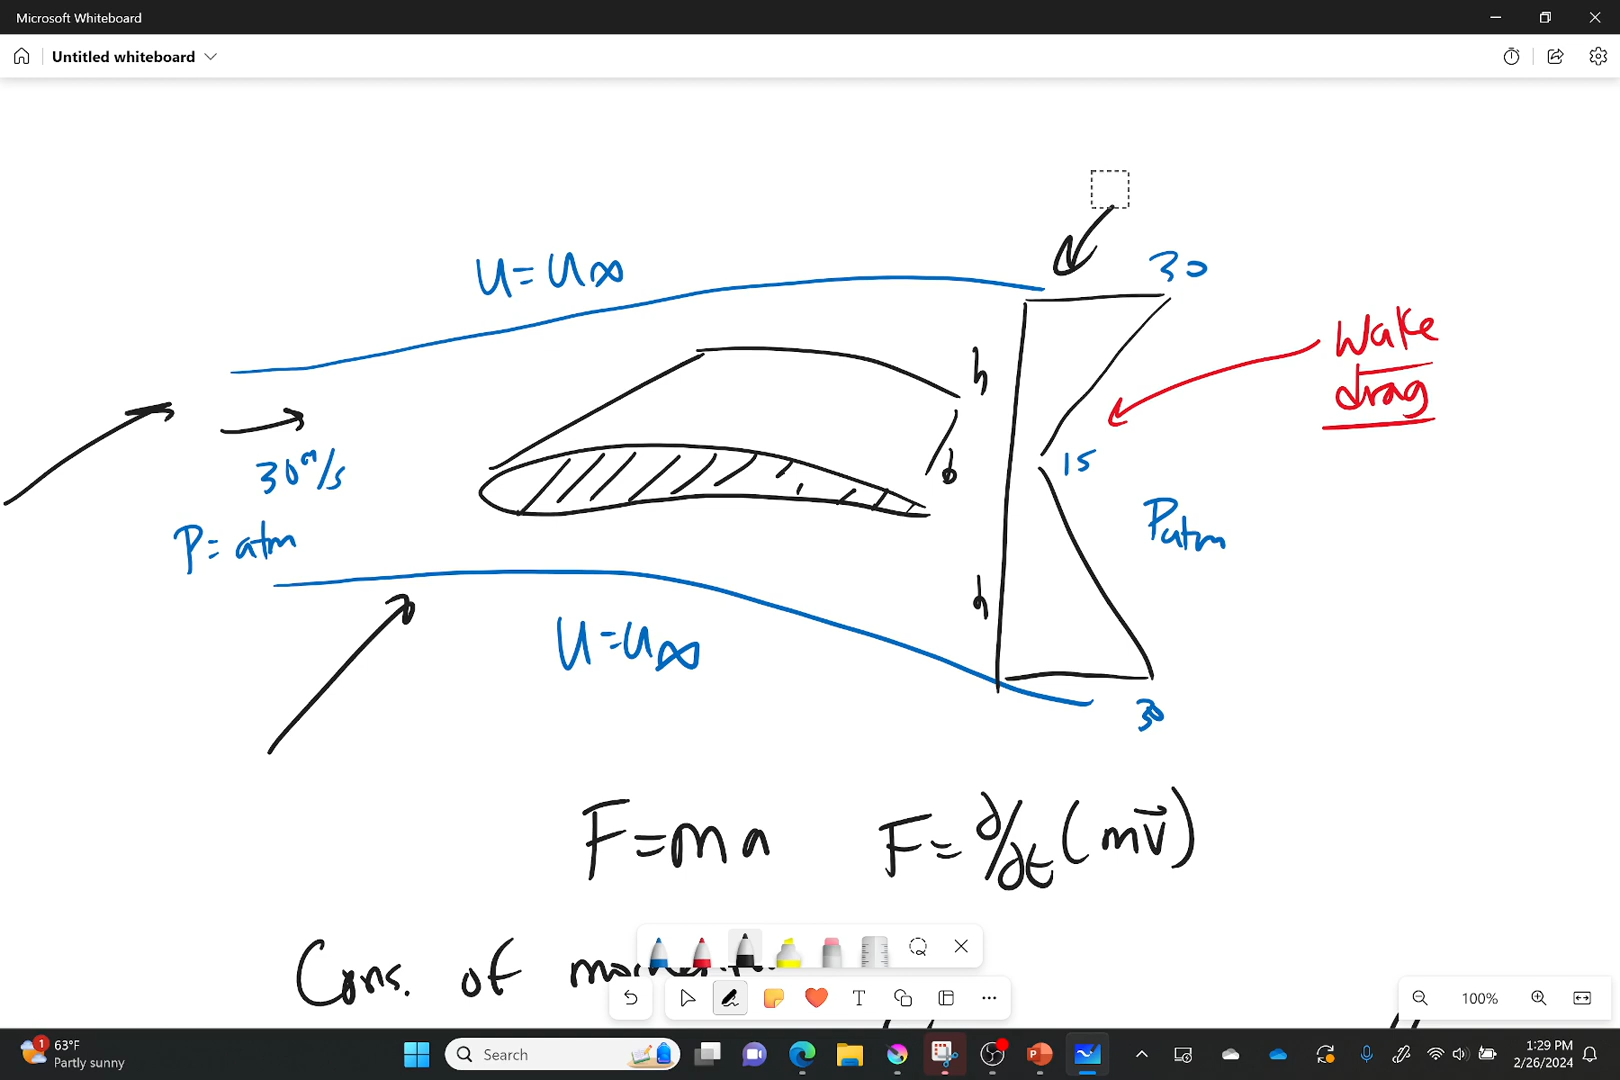 Microsoft Whiteboard
Untitled whiteboard
U = U∞
30
Wake
drag
h
30 m/s
15
b
P = atm
Patm
h
U = U∞
30
F = ma
F = ∂/∂t (mv⃗)
Cons. of
100%
63°F
Partly sunny
Search
1:29 PM
2/26/2024